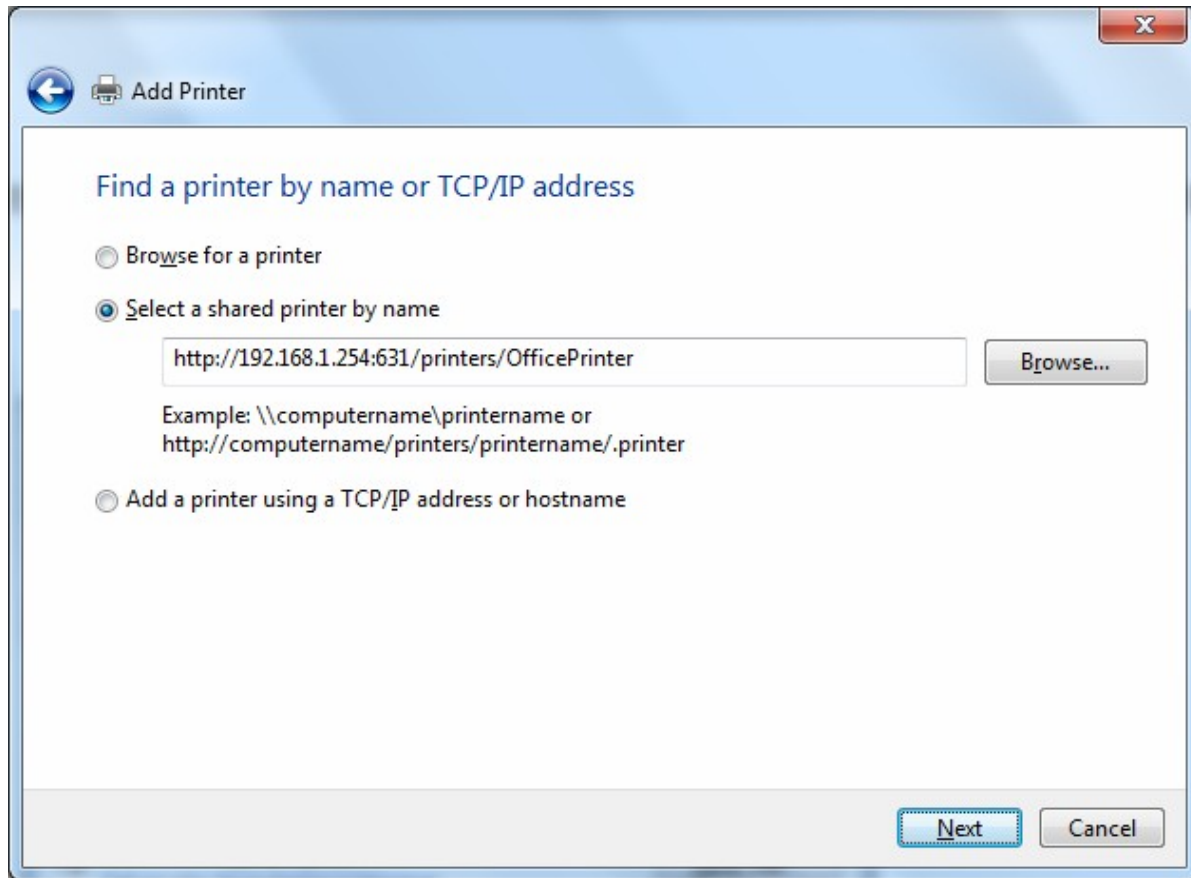 Add Printer
Find a printer by name or TCP/IP address
Browse for a printer
Select a shared printer by name
http://192.168.1.254:631/printers/OfficePrinter
Browse...
Example: \\computername\printername or
http://computername/printers/printername/.printer
Add a printer using a TCP/IP address or hostname
Next
Cancel